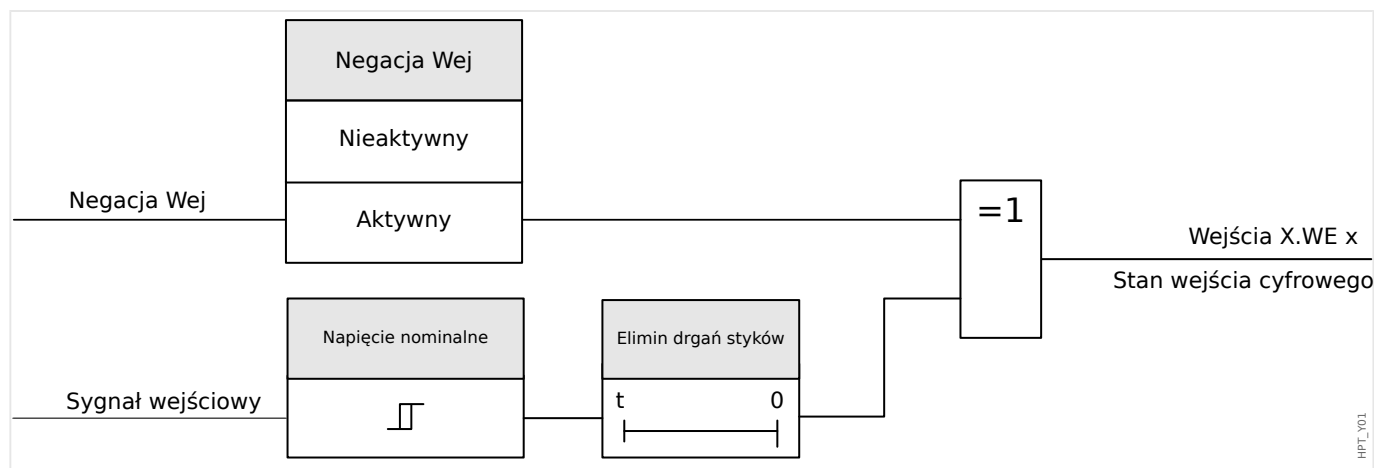 Negacja Wej
Nieaktywny
Negacja Wej
Aktywny
=1
Wejścia X.WE x
Stan wejścia cyfrowego
Napięcie nominalne
Elimin drgań styków
Sygnał wejściowy
t 0
HPT_Y01